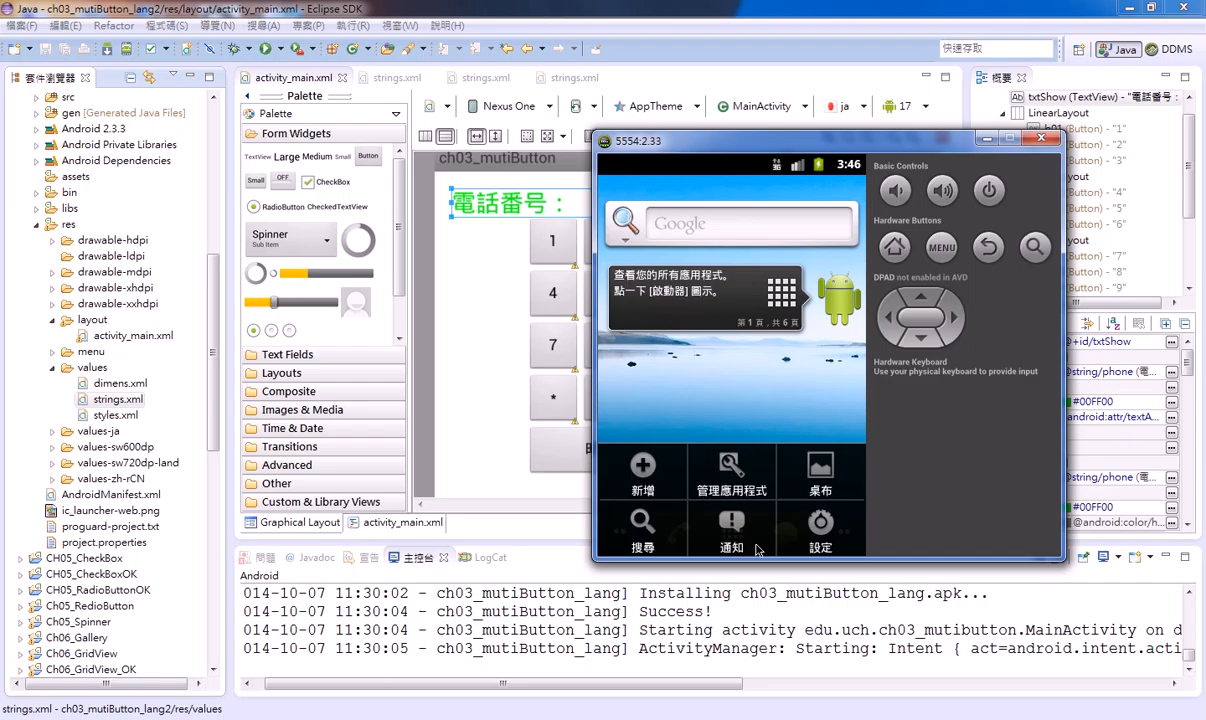 Java - ch03_mutiButton_lang2/res/layout/activity_main.xml - Eclipse SDK
檔案(F) 編輯(E) Refactor 程式碼(S) 導覽(N) 搜尋(A) 專案(P) 執行(R) 視窗(W) 說明(H)
快速存取 Java DDMS
套件瀏覽器
src
gen [Generated Java Files]
Android 2.3.3
Android Private Libraries
Android Dependencies
assets
bin
libs
res
drawable-hdpi
drawable-ldpi
drawable-mdpi
drawable-xhdpi
drawable-xxhdpi
layout
activity_main.xml
menu
values
dimens.xml
strings.xml
styles.xml
values-ja
values-sw600dp
values-sw720dp-land
values-zh-rCN
AndroidManifest.xml
ic_launcher-web.png
proguard-project.txt
project.properties
CH05_CheckBox
CH05_CheckBoxOK
CH05_RadioButtonOK
CH05_RedioButton
CH05_Spinner
Ch06_Gallery
Ch06_GridView
Ch06_GridView_OK
activity_main.xml strings.xml strings.xml strings.xml
Palette
Palette
Form Widgets
TextView Large Medium Small Button
Small OFF CheckBox
RadioButton CheckedTextView
Spinner
Sub Item
Text Fields
Layouts
Composite
Images & Media
Time & Date
Transitions
Advanced
Other
Custom & Library Views
Graphical Layout activity_main.xml
Nexus One AppTheme MainActivity ja 17
ch03_mutiButton
電話番号：
1
4
7
*
5554:2.33
3:46
Google
查看您的所有應用程式。
點一下 [啟動器] 圖示。
第 1 頁，共 6 頁
新增 管理應用程式 桌布
搜尋 通知 設定
Basic Controls
Hardware Buttons
MENU
DPAD not enabled in AVD
Hardware Keyboard
Use your physical keyboard to provide input
概要
Ab txtShow (TextView) - "電話番号：
LinearLayout
(Button) - "1"
(Button) - "4"
(Button) - "5"
(Button) - "6"
(Button) - "7"
(Button) - "8"
(Button) - "9"
@+id/txtShow
@string/phone (電...
#00FF00
?android:attr/textA...
@string/phone (電...
#00FF00
@android:color/h...
問題 Javadoc 宣告 主控台 LogCat
Android
014-10-07 11:30:02 - ch03_mutiButton_lang] Installing ch03_mutiButton_lang.apk...
014-10-07 11:30:04 - ch03_mutiButton_lang] Success!
014-10-07 11:30:04 - ch03_mutiButton_lang] Starting activity edu.uch.ch03_mutibutton.MainActivity on d
014-10-07 11:30:05 - ch03_mutiButton_lang] ActivityManager: Starting: Intent { act=android.intent.acti
strings.xml - ch03_mutiButton_lang2/res/values